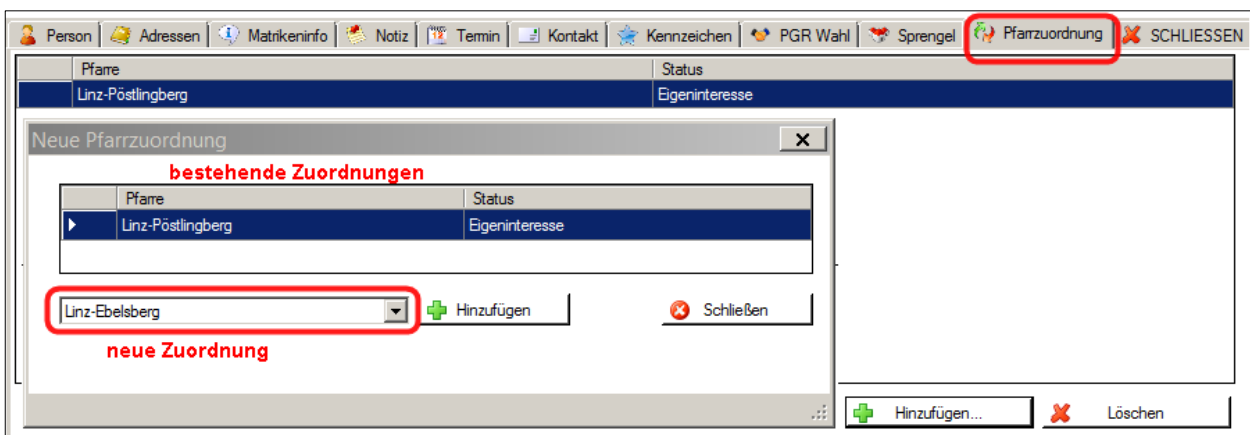 Person Adressen Matrikeninfo Notiz Termin Kontakt Kennzeichen PGR Wahl Sprengel Pfarrzuordnung SCHLIESSEN
Pfarre Status
Linz-Pöstlingberg Eigeninteresse
Neue Pfarrzuordnung
bestehende Zuordnungen
Pfarre Status
Linz-Pöstlingberg Eigeninteresse
Linz-Ebelsberg Hinzufügen Schließen
neue Zuordnung
Hinzufügen... Löschen